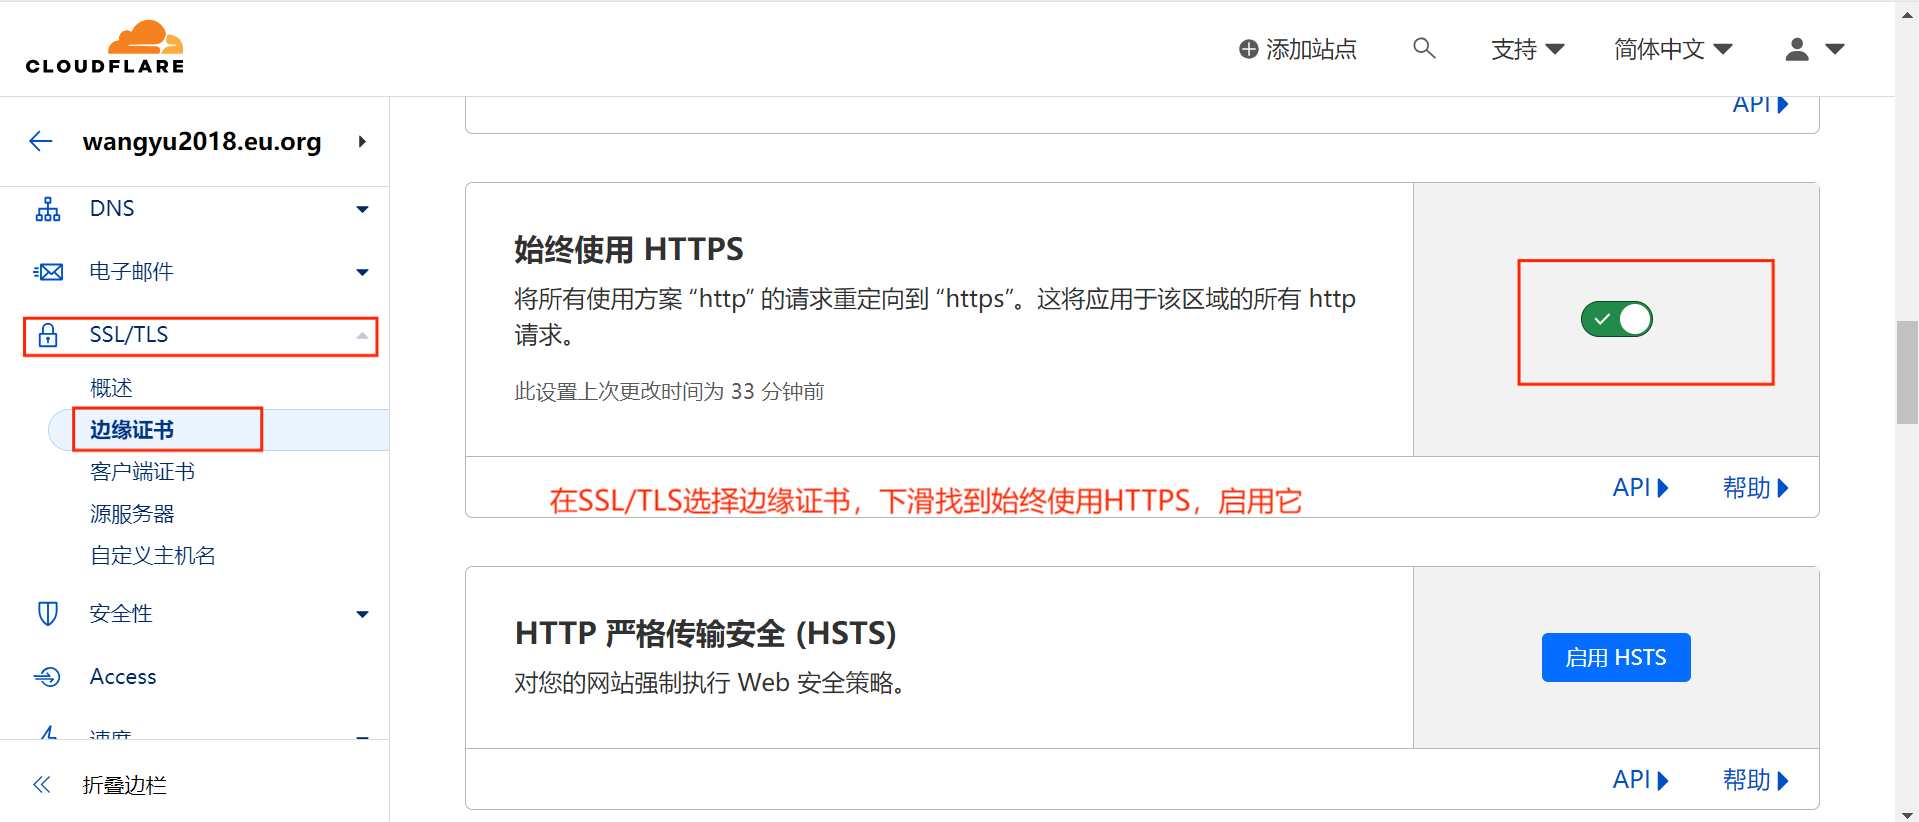 CLOUDFLARE
添加站点
支持
简体中文
wangyu2018.eu.org
DNS
电子邮件
SSL/TLS
概述
边缘证书
客户端证书
源服务器
自定义主机名
安全性
Access
速度
折叠边栏
API
始终使用 HTTPS
将所有使用方案 “http” 的请求重定向到 “https”。这将应用于该区域的所有 http
请求。
此设置上次更改时间为 33 分钟前
API
帮助
在SSL/TLS选择边缘证书，下滑找到始终使用HTTPS，启用它
HTTP 严格传输安全 (HSTS)
对您的网站强制执行 Web 安全策略。
启用 HSTS
API
帮助